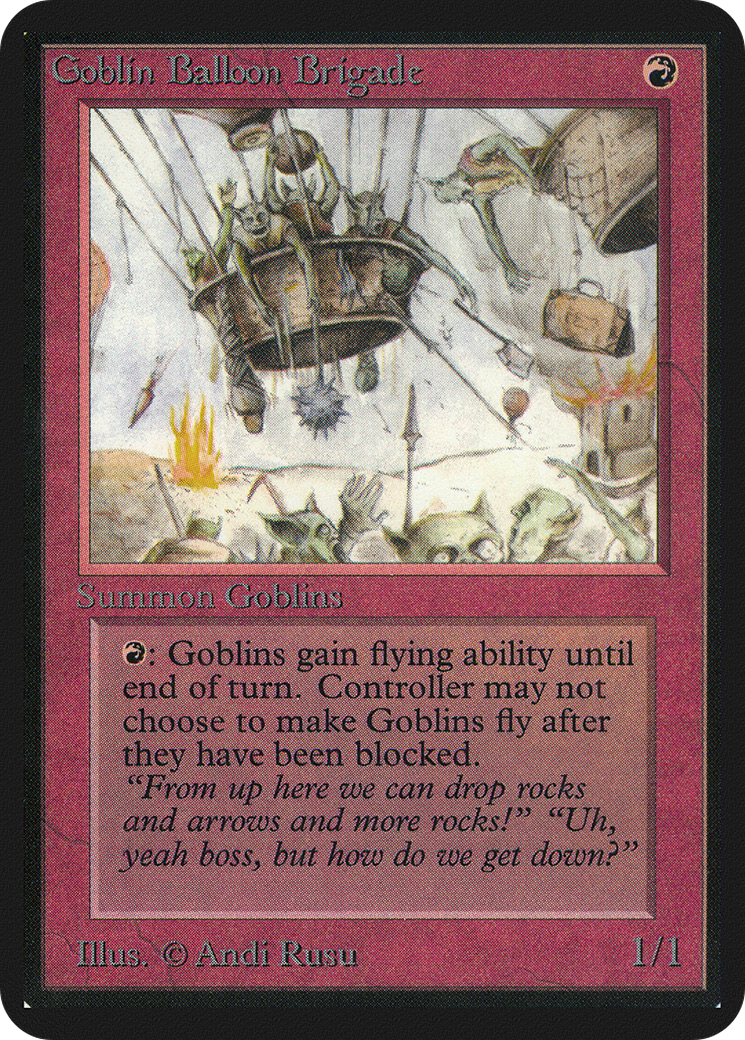 Goblin Balloon Brigade
Summon Goblins
: Goblins gain flying ability until
end of turn. Controller may not
choose to make Goblins fly after
they have been blocked.
“From up here we can drop rocks
and arrows and more rocks!” “Uh,
yeah boss, but how do we get down?”
Illus. © Andi Rusu
1/1